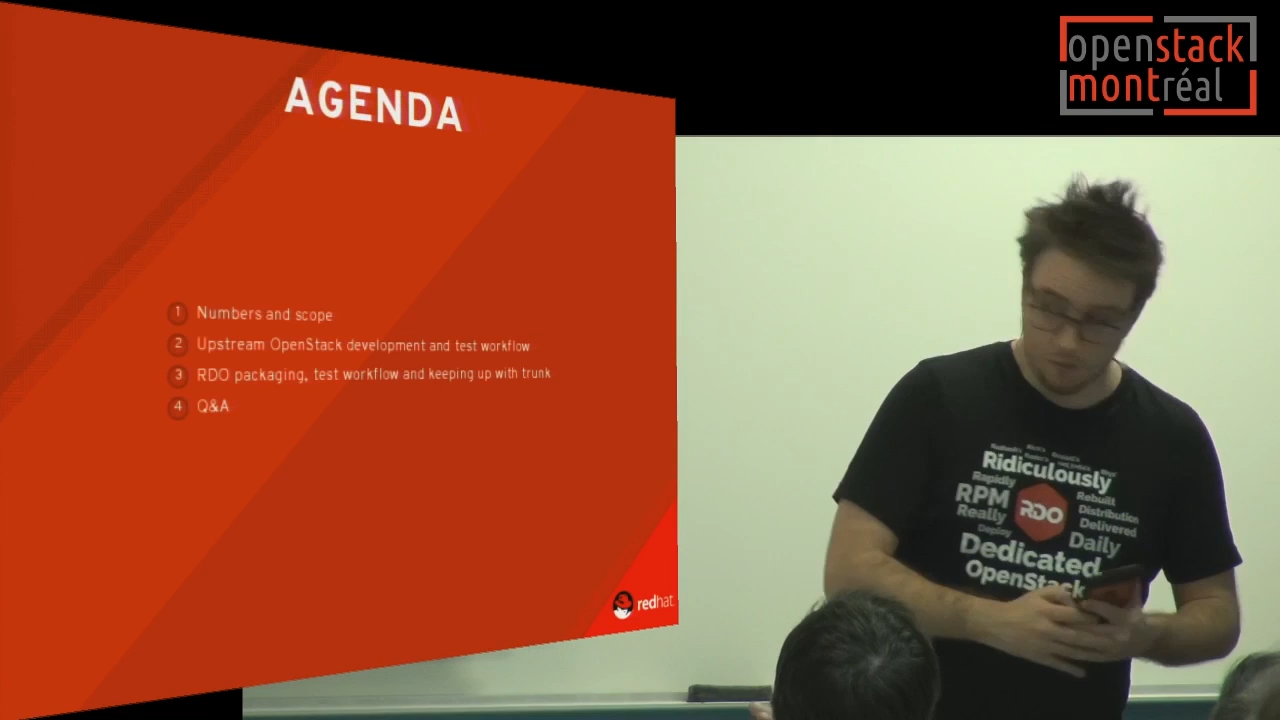 openstack
montréal
AGENDA
1 Numbers and scope
2 Upstream OpenStack development and test workflow
3 RDO packaging, test workflow and keeping up with trunk
4 Q&A
redhat.
Ridiculously
Rapidly
RPM
Really
Deploy
RDO
Rebuilt
Distribution
Delivered
Daily
Dedicated
OpenStack